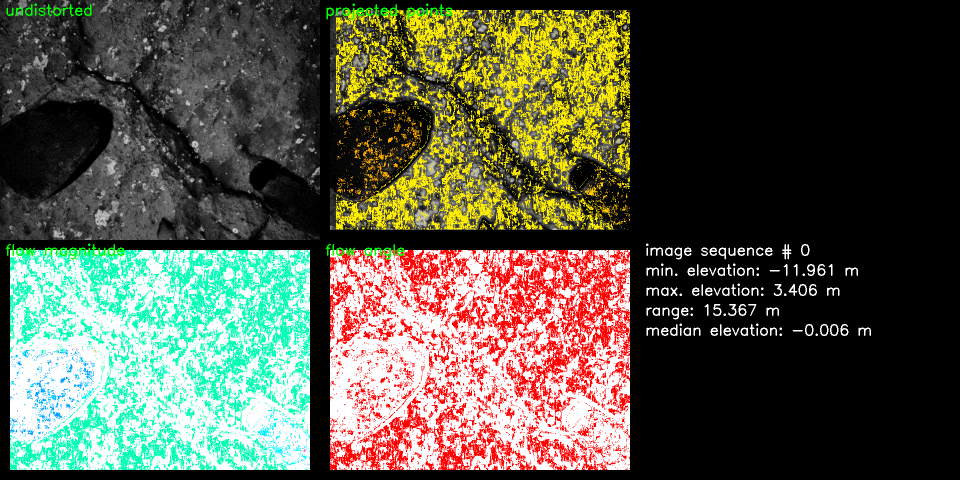 undistorted
projected points
flow magnitude
flow angle
image sequence # 0
min. elevation: -11.961 m
max. elevation: 3.406 m
range: 15.367 m
median elevation: -0.006 m